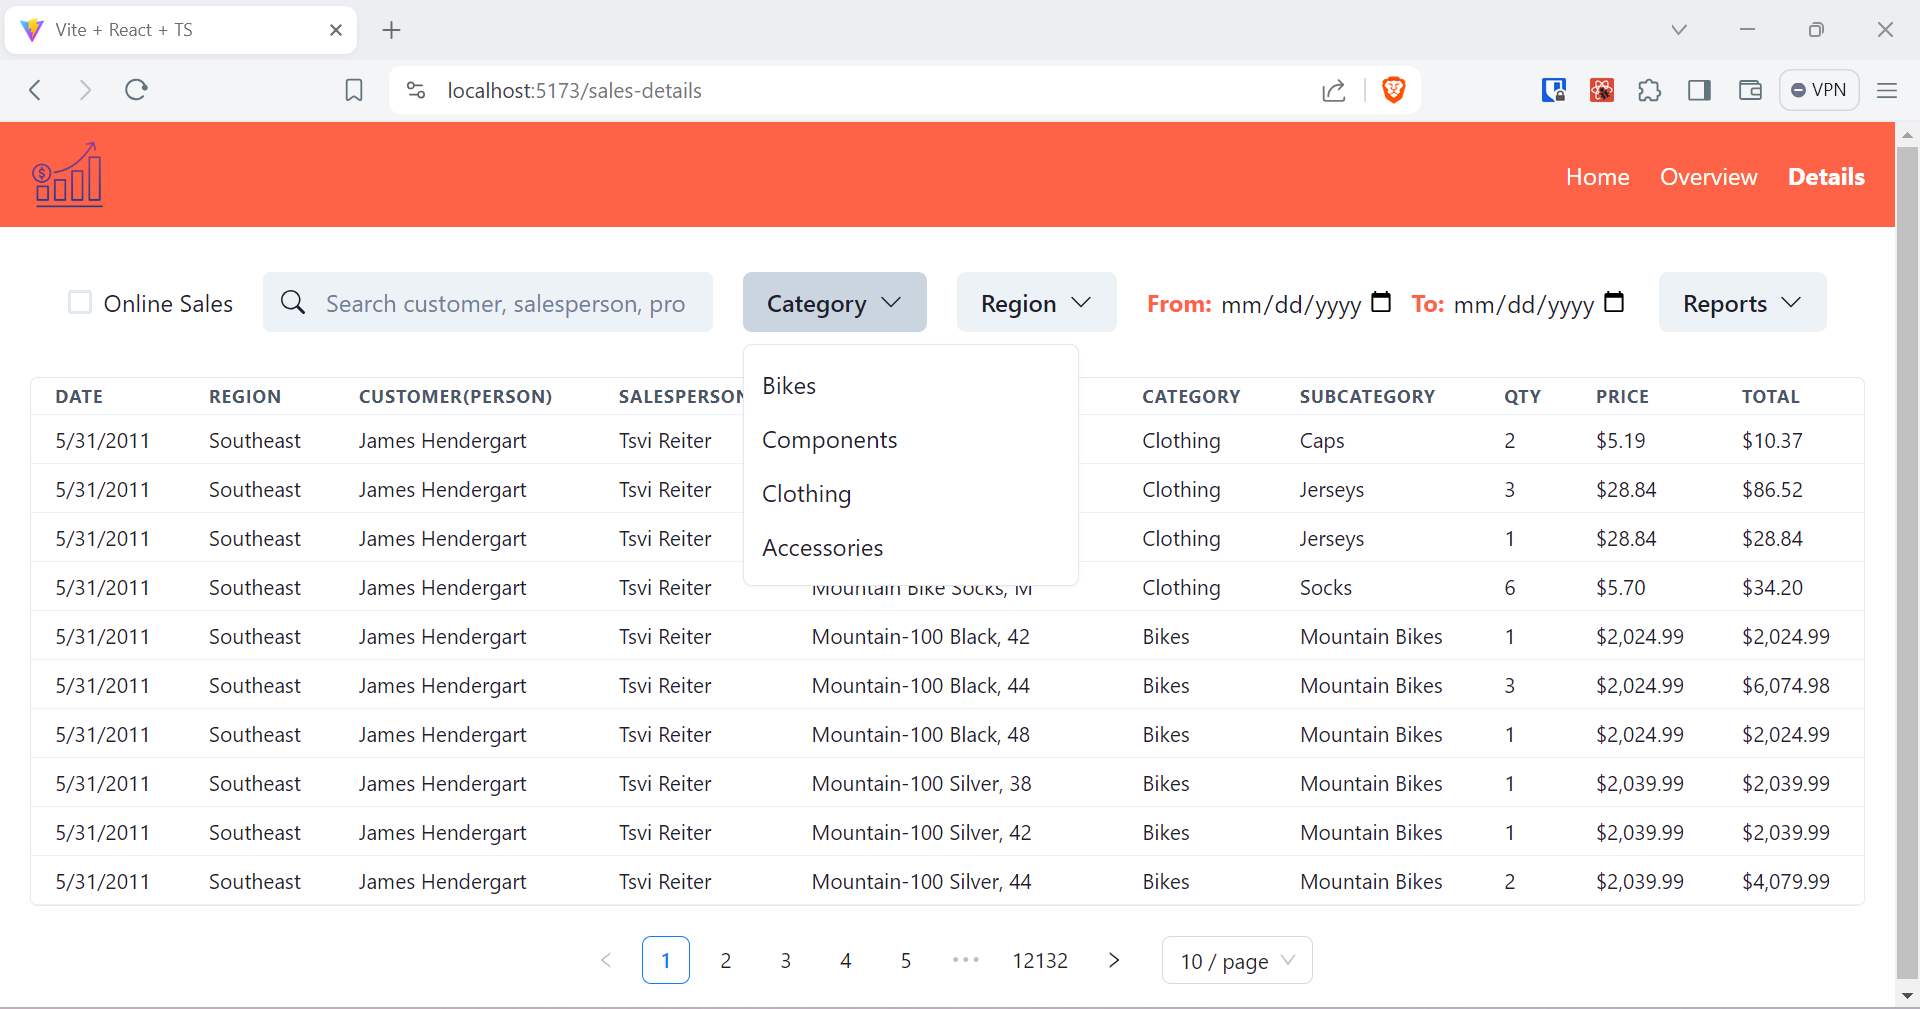 Vite + React + TS
localhost:5173/sales-details
VPN
$
Home Overview Details
Online Sales Search customer, salesperson, pro Category Region From: mm/dd/yyyy To: mm/dd/yyyy Reports
Bikes
Components
Clothing
Accessories
DATE REGION CUSTOMER(PERSON) SALESPERSON CATEGORY SUBCATEGORY QTY PRICE TOTAL
5/31/2011 Southeast James Hendergart Tsvi Reiter Clothing Caps 2 $5.19 $10.37
5/31/2011 Southeast James Hendergart Tsvi Reiter Clothing Jerseys 3 $28.84 $86.52
5/31/2011 Southeast James Hendergart Tsvi Reiter Clothing Jerseys 1 $28.84 $28.84
5/31/2011 Southeast James Hendergart Tsvi Reiter Mountain Bike Socks, M Clothing Socks 6 $5.70 $34.20
5/31/2011 Southeast James Hendergart Tsvi Reiter Mountain-100 Black, 42 Bikes Mountain Bikes 1 $2,024.99 $2,024.99
5/31/2011 Southeast James Hendergart Tsvi Reiter Mountain-100 Black, 44 Bikes Mountain Bikes 3 $2,024.99 $6,074.98
5/31/2011 Southeast James Hendergart Tsvi Reiter Mountain-100 Black, 48 Bikes Mountain Bikes 1 $2,024.99 $2,024.99
5/31/2011 Southeast James Hendergart Tsvi Reiter Mountain-100 Silver, 38 Bikes Mountain Bikes 1 $2,039.99 $2,039.99
5/31/2011 Southeast James Hendergart Tsvi Reiter Mountain-100 Silver, 42 Bikes Mountain Bikes 1 $2,039.99 $2,039.99
5/31/2011 Southeast James Hendergart Tsvi Reiter Mountain-100 Silver, 44 Bikes Mountain Bikes 2 $2,039.99 $4,079.99
1 2 3 4 5 ••• 12132 10 / page